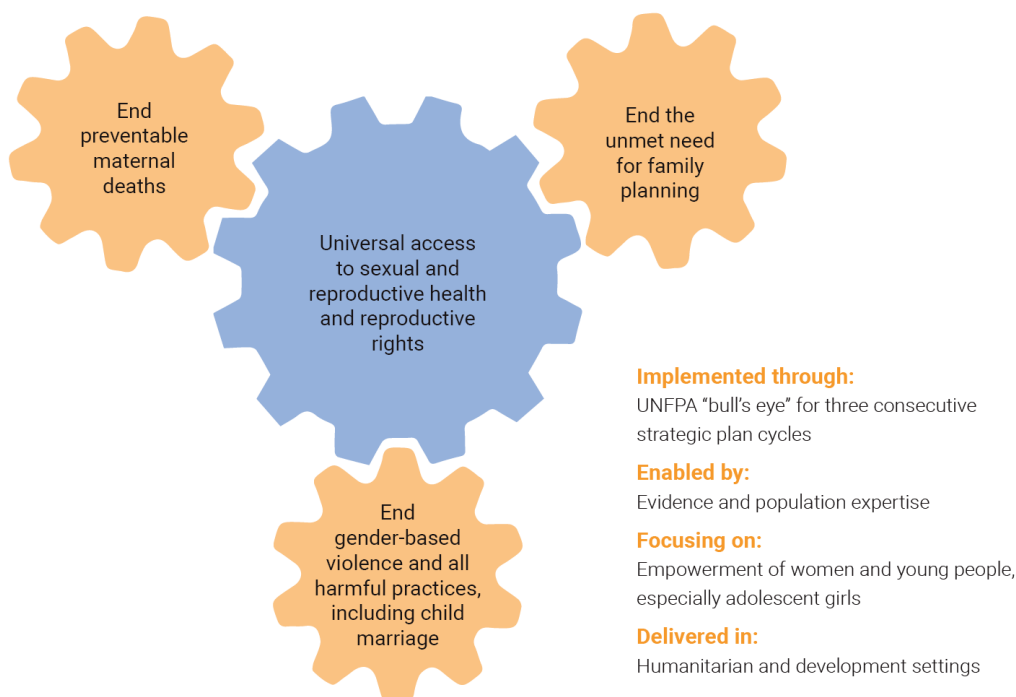 End
preventable
maternal
deaths
End the
unmet need
for family
planning
Universal access
to sexual and
reproductive health
and reproductive
rights
End
gender-based
violence and all
harmful practices,
including child
marriage
Implemented through:
UNFPA “bull’s eye” for three consecutive
strategic plan cycles
Enabled by:
Evidence and population expertise
Focusing on:
Empowerment of women and young people,
especially adolescent girls
Delivered in:
Humanitarian and development settings